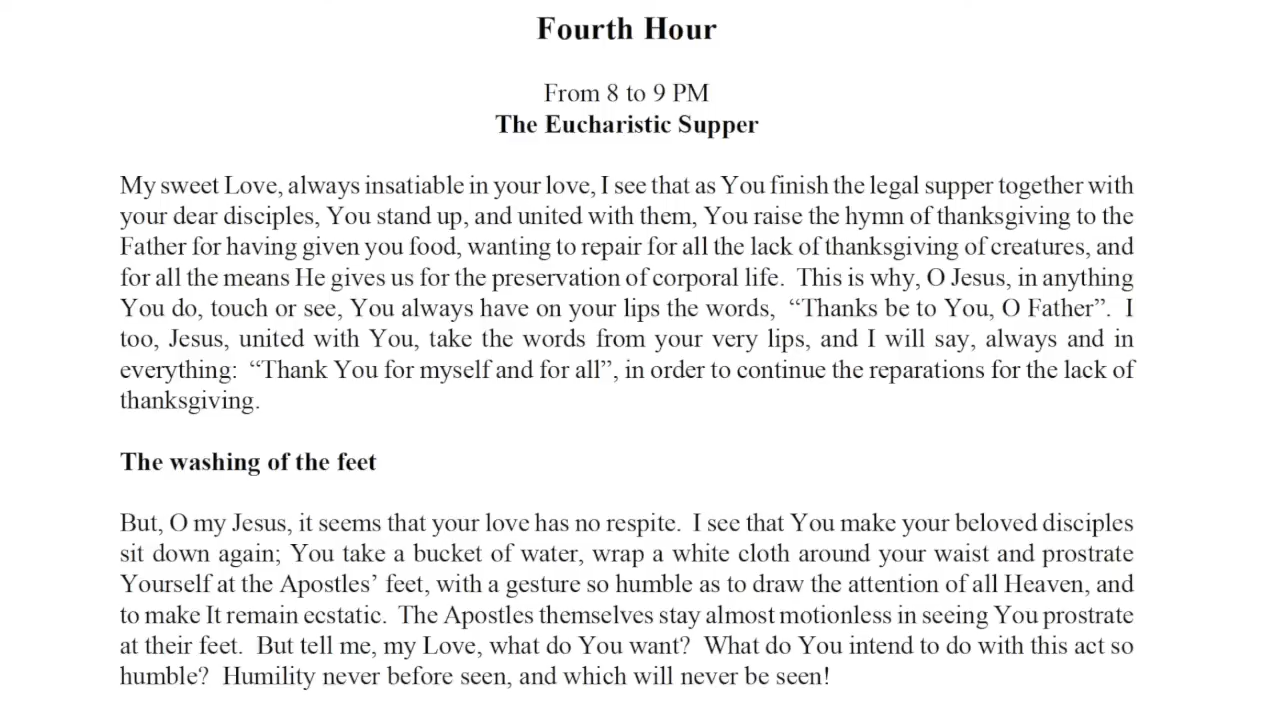 Fourth Hour
From 8 to 9 PM
The Eucharistic Supper
My sweet Love, always insatiable in your love, I see that as You finish the legal supper together with
your dear disciples, You stand up, and united with them, You raise the hymn of thanksgiving to the
Father for having given you food, wanting to repair for all the lack of thanksgiving of creatures, and
for all the means He gives us for the preservation of corporal life.  This is why, O Jesus, in anything
You do, touch or see, You always have on your lips the words,  “Thanks be to You, O Father”.  I
too, Jesus, united with You, take the words from your very lips, and I will say, always and in
everything:  “Thank You for myself and for all”, in order to continue the reparations for the lack of
thanksgiving.
The washing of the feet
But, O my Jesus, it seems that your love has no respite.  I see that You make your beloved disciples
sit down again; You take a bucket of water, wrap a white cloth around your waist and prostrate
Yourself at the Apostles’ feet, with a gesture so humble as to draw the attention of all Heaven, and
to make It remain ecstatic.  The Apostles themselves stay almost motionless in seeing You prostrate
at their feet.  But tell me, my Love, what do You want?  What do You intend to do with this act so
humble?  Humility never before seen, and which will never be seen!